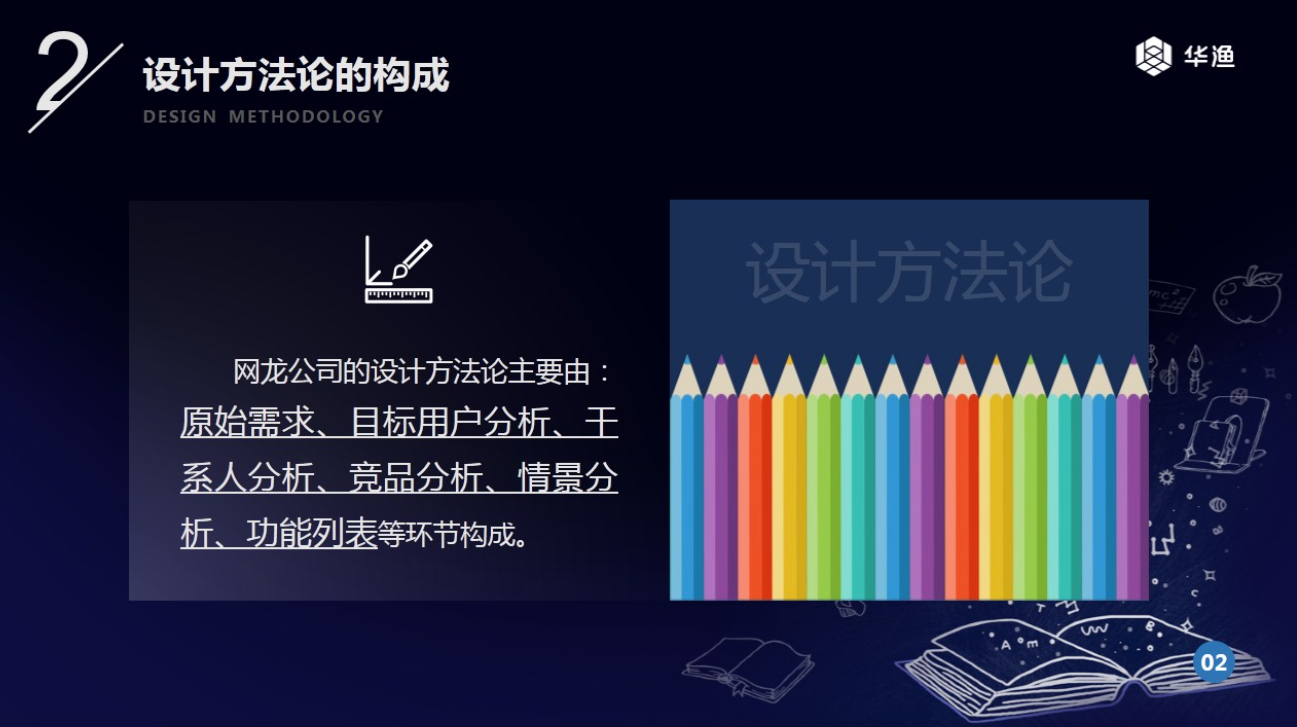 2
设计方法论的构成
DESIGN METHODOLOGY
华渔
网龙公司的设计方法论主要由：
原始需求、目标用户分析、干
系人分析、竞品分析、情景分
析、功能列表等环节构成。
设计方法论
02